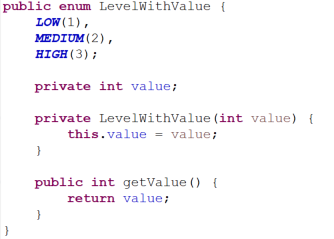 public enum LevelWithValue {
    LOW(1),
    MEDIUM(2),
    HIGH(3);

    private int value;

    private LevelWithValue(int value) {
        this.value = value;
    }

    public int getValue() {
        return value;
    }
}